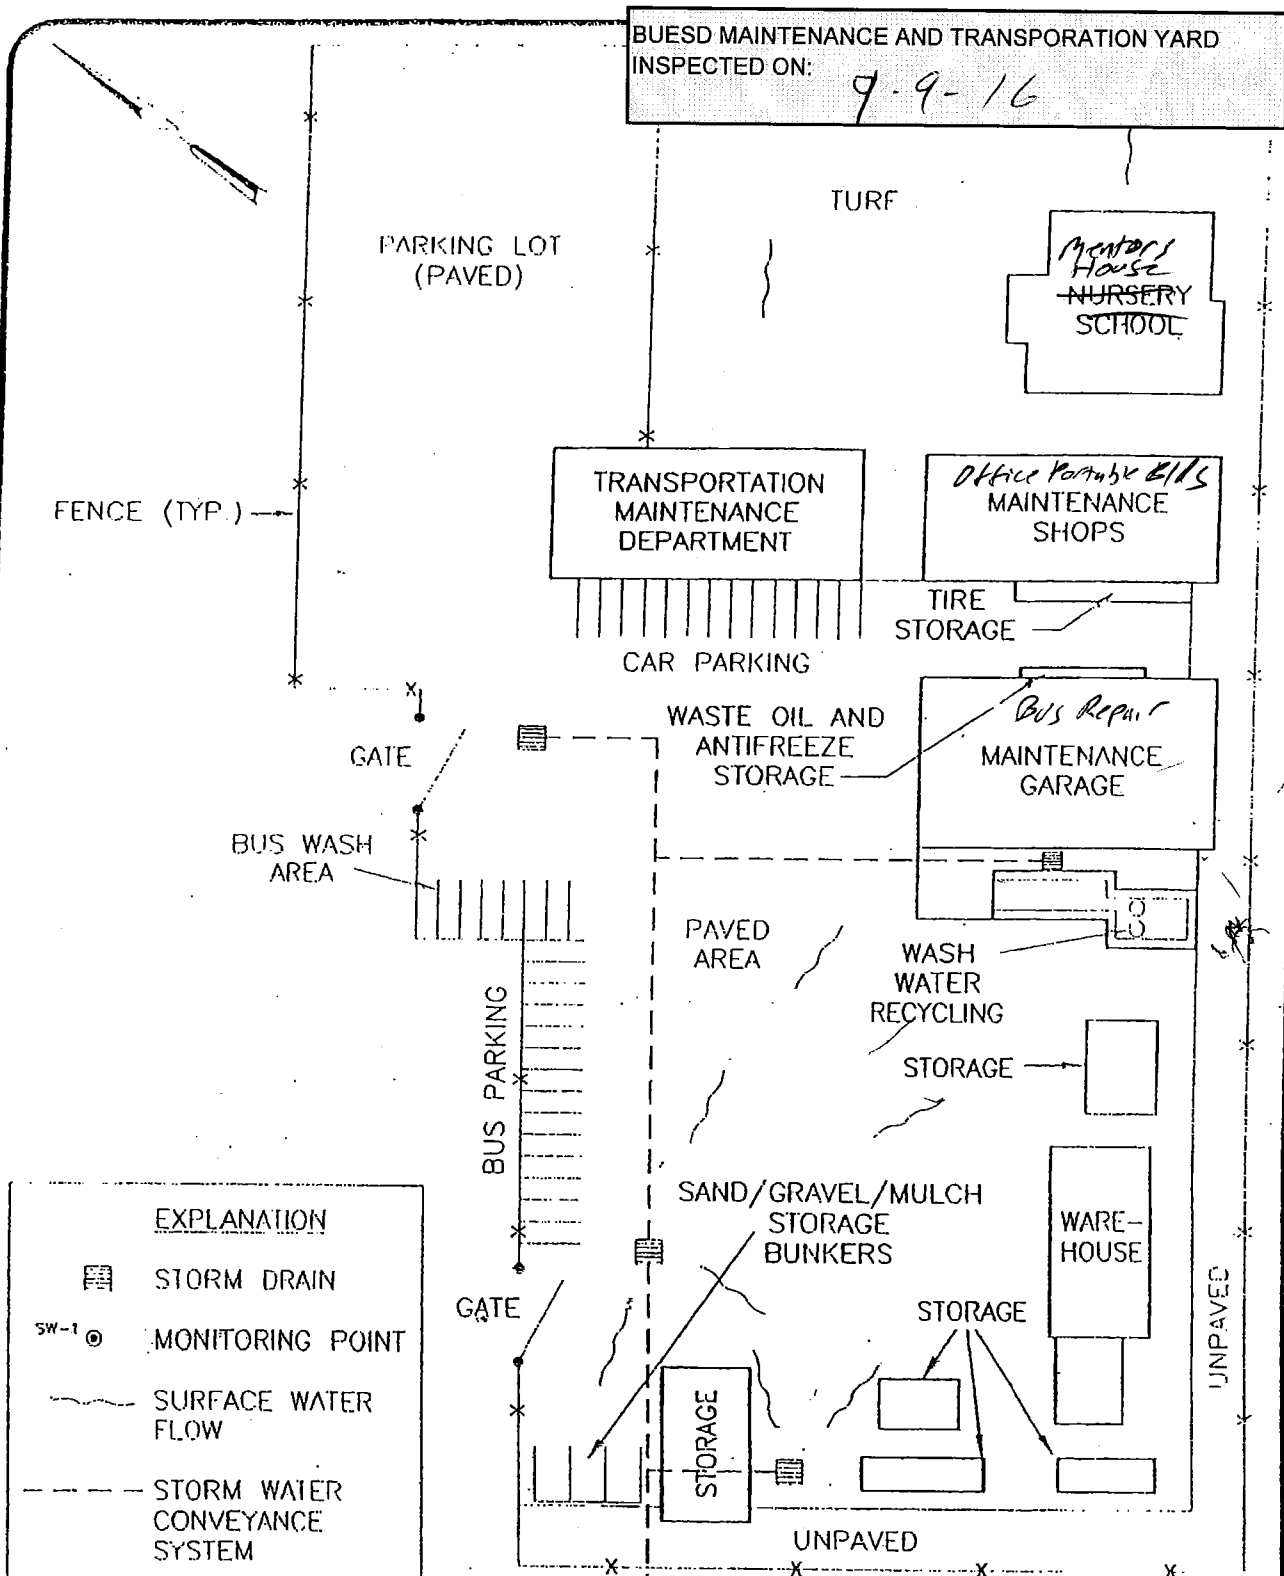 BUESD MAINTENANCE AND TRANSPORATION YARD
INSPECTED ON:
9-9-16
TURF
PARKING LOT
(PAVED)
Mentors
House
NURSERY
SCHOOL
FENCE (TYP.)
TRANSPORTATION
MAINTENANCE
DEPARTMENT
Office Portable Bldg
MAINTENANCE
SHOPS
TIRE
STORAGE
CAR PARKING
X
GATE
WASTE OIL AND
ANTIFREEZE
STORAGE
Bus Repair
MAINTENANCE
GARAGE
BUS WASH
AREA
PAVED
AREA
WASH
WATER
RECYCLING
BUS PARKING
STORAGE
SAND/GRAVEL/MULCH
STORAGE
BUNKERS
WARE-
HOUSE
UNPAVED
GATE
STORAGE
STORAGE
UNPAVED
EXPLANATION
STORM DRAIN
SW-1
MONITORING POINT
SURFACE WATER
FLOW
STORM WATER
CONVEYANCE
SYSTEM